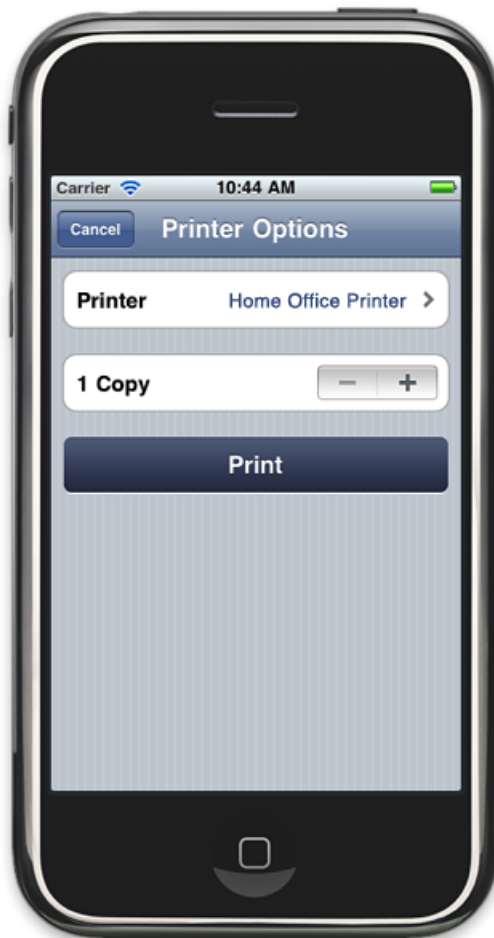 Carrier 10:44 AM
Cancel Printer Options
Printer Home Office Printer
1 Copy
Print